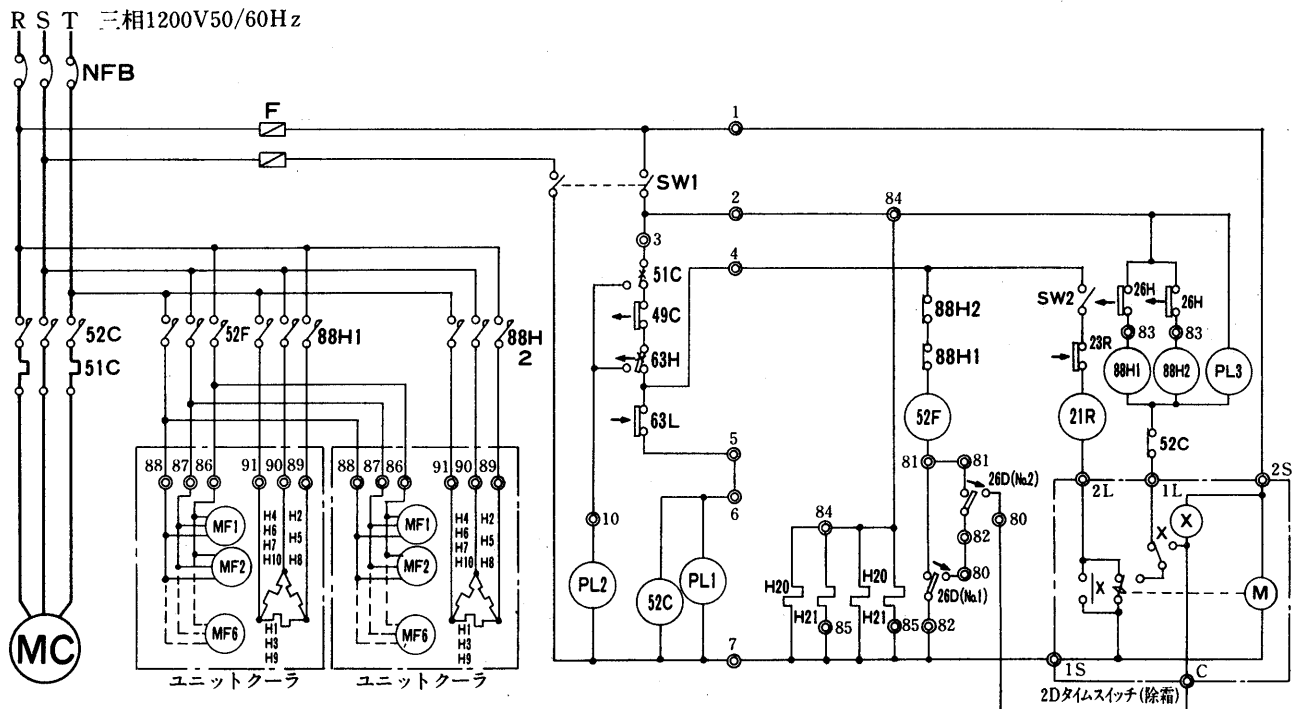 R S T 三相1200V50/60Hz
NFB
F
1
SW1
2
84
3
4
51C
49C
63H
63L
88H2
88H1
SW2
26H
26H
83
83
23R
88H1
88H2
PL3
52F
21R
52C
52C
51C
52F
88H1
88H
2
5
6
81
81
26D(No.2)
80
82
80
26D(No.1)
82
2L
1L
2S
X
X
X
M
88
87
86
91
90
89
88
87
86
91
90
89
MF1
MF2
MF6
H4
H6
H7
H10
H2
H5
H8
H1
H3
H9
MF1
MF2
MF6
H4
H6
H7
H10
H2
H5
H8
H1
H3
H9
10
PL2
52C
PL1
84
H20
H21
85
H20
H21
85
7
1S
C
MC
ユニットクーラ
ユニットクーラ
2Dタイムスイッチ(除霜)